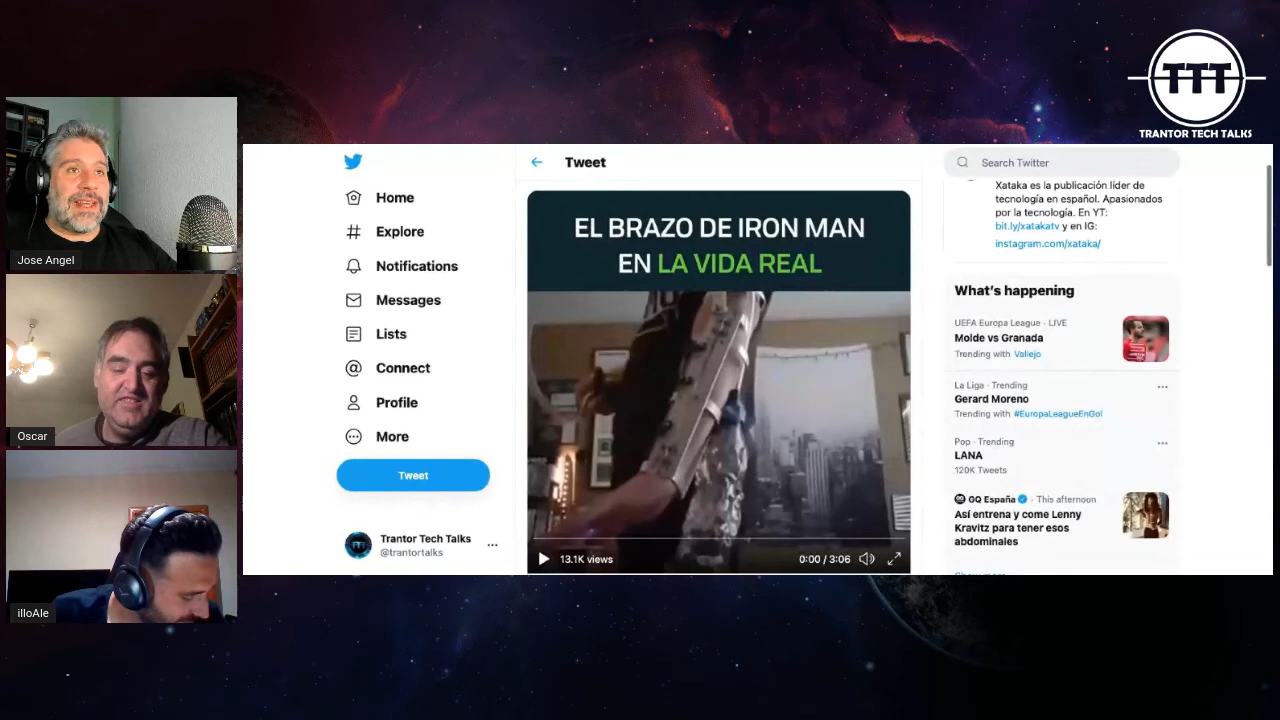 TTT
TRANTOR TECH TALKS
Jose Angel
Oscar
illoAle
Home
Explore
Notifications
Messages
Lists
Connect
Profile
More
Tweet
Trantor Tech Talks
@trantortalks
Tweet
EL BRAZO DE IRON MAN
EN LA VIDA REAL
13.1K views
0:00 / 3:06
Search Twitter
Xataka es la publicación líder de
tecnología en español. Apasionados
por la tecnología. En YT:
bit.ly/xatakatv y en IG:
instagram.com/xataka/
What's happening
UEFA Europa League · LIVE
Molde vs Granada
Trending with Vallejo
La Liga · Trending
Gerard Moreno
Trending with #EuropaLeagueEnGol
Pop · Trending
LANA
120K Tweets
GQ España · This afternoon
Así entrena y come Lenny
Kravitz para tener esos
abdominales